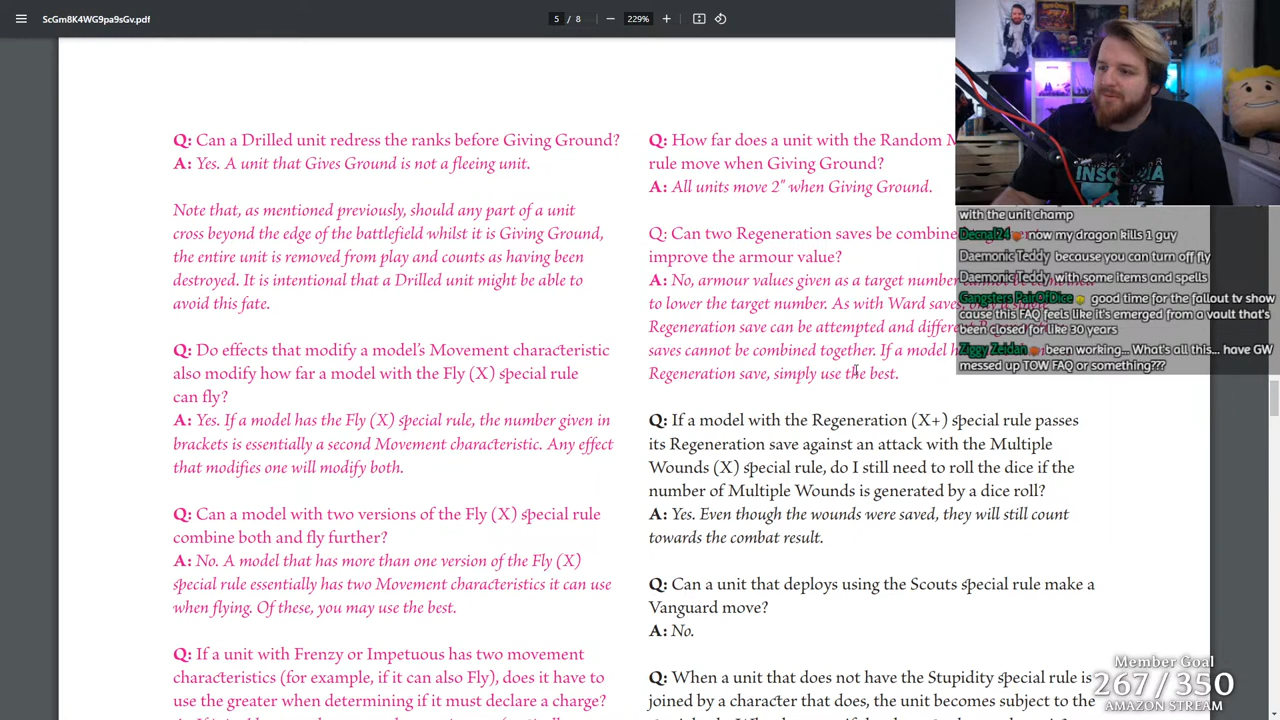 ScGm8K4WG9pa9sGv.pdf
5 / 8
229%
Q: Can a Drilled unit redress the ranks before Giving Ground?
A: Yes. A unit that Gives Ground is not a fleeing unit.
Note that, as mentioned previously, should any part of a unit
cross beyond the edge of the battlefield whilst it is Giving Ground,
the entire unit is removed from play and counts as having been
destroyed. It is intentional that a Drilled unit might be able to
avoid this fate.
Q: Do effects that modify a model's Movement characteristic
also modify how far a model with the Fly (X) special rule
can fly?
A: Yes. If a model has the Fly (X) special rule, the number given in
brackets is essentially a second Movement characteristic. Any effect
that modifies one will modify both.
Q: Can a model with two versions of the Fly (X) special rule
combine both and fly further?
A: No. A model that has more than one version of the Fly (X)
special rule essentially has two Movement characteristics it can use
when flying. Of these, you may use the best.
Q: If a unit with Frenzy or Impetuous has two movement
characteristics (for example, if it can also Fly), does it have to
use the greater when determining if it must declare a charge?
Q: How far does a unit with the Random M
rule move when Giving Ground?
A: All units move 2" when Giving Ground.
Q: Can two Regeneration saves be combine
improve the armour value?
A: No, armour values given as a target number
to lower the target number. As with Ward saves,
Regeneration save can be attempted and differe
saves cannot be combined together. If a model h
Regeneration save, simply use the best.
Q: If a model with the Regeneration (X+) special rule passes
its Regeneration save against an attack with the Multiple
Wounds (X) special rule, do I still need to roll the dice if the
number of Multiple Wounds is generated by a dice roll?
A: Yes. Even though the wounds were saved, they will still count
towards the combat result.
Q: Can a unit that deploys using the Scouts special rule make a
Vanguard move?
A: No.
Q: When a unit that does not have the Stupidity special rule is
joined by a character that does, the unit becomes subject to the
with the unit champ
Decnal24 now my dragon kills 1 guy
Daemonic Teddy because you can turn off fly
Daemonic Teddy with some items and spells
Gangsters PairOfDice good time for the fallout tv show
cause this FAQ feels like it's emerged from a vault that's
been closed for like 30 years
Ziggy Zeidan been working... What's all this... have GW
messed up TOW FAQ or something???
Member Goal
267 / 350
AMAZON STREAM